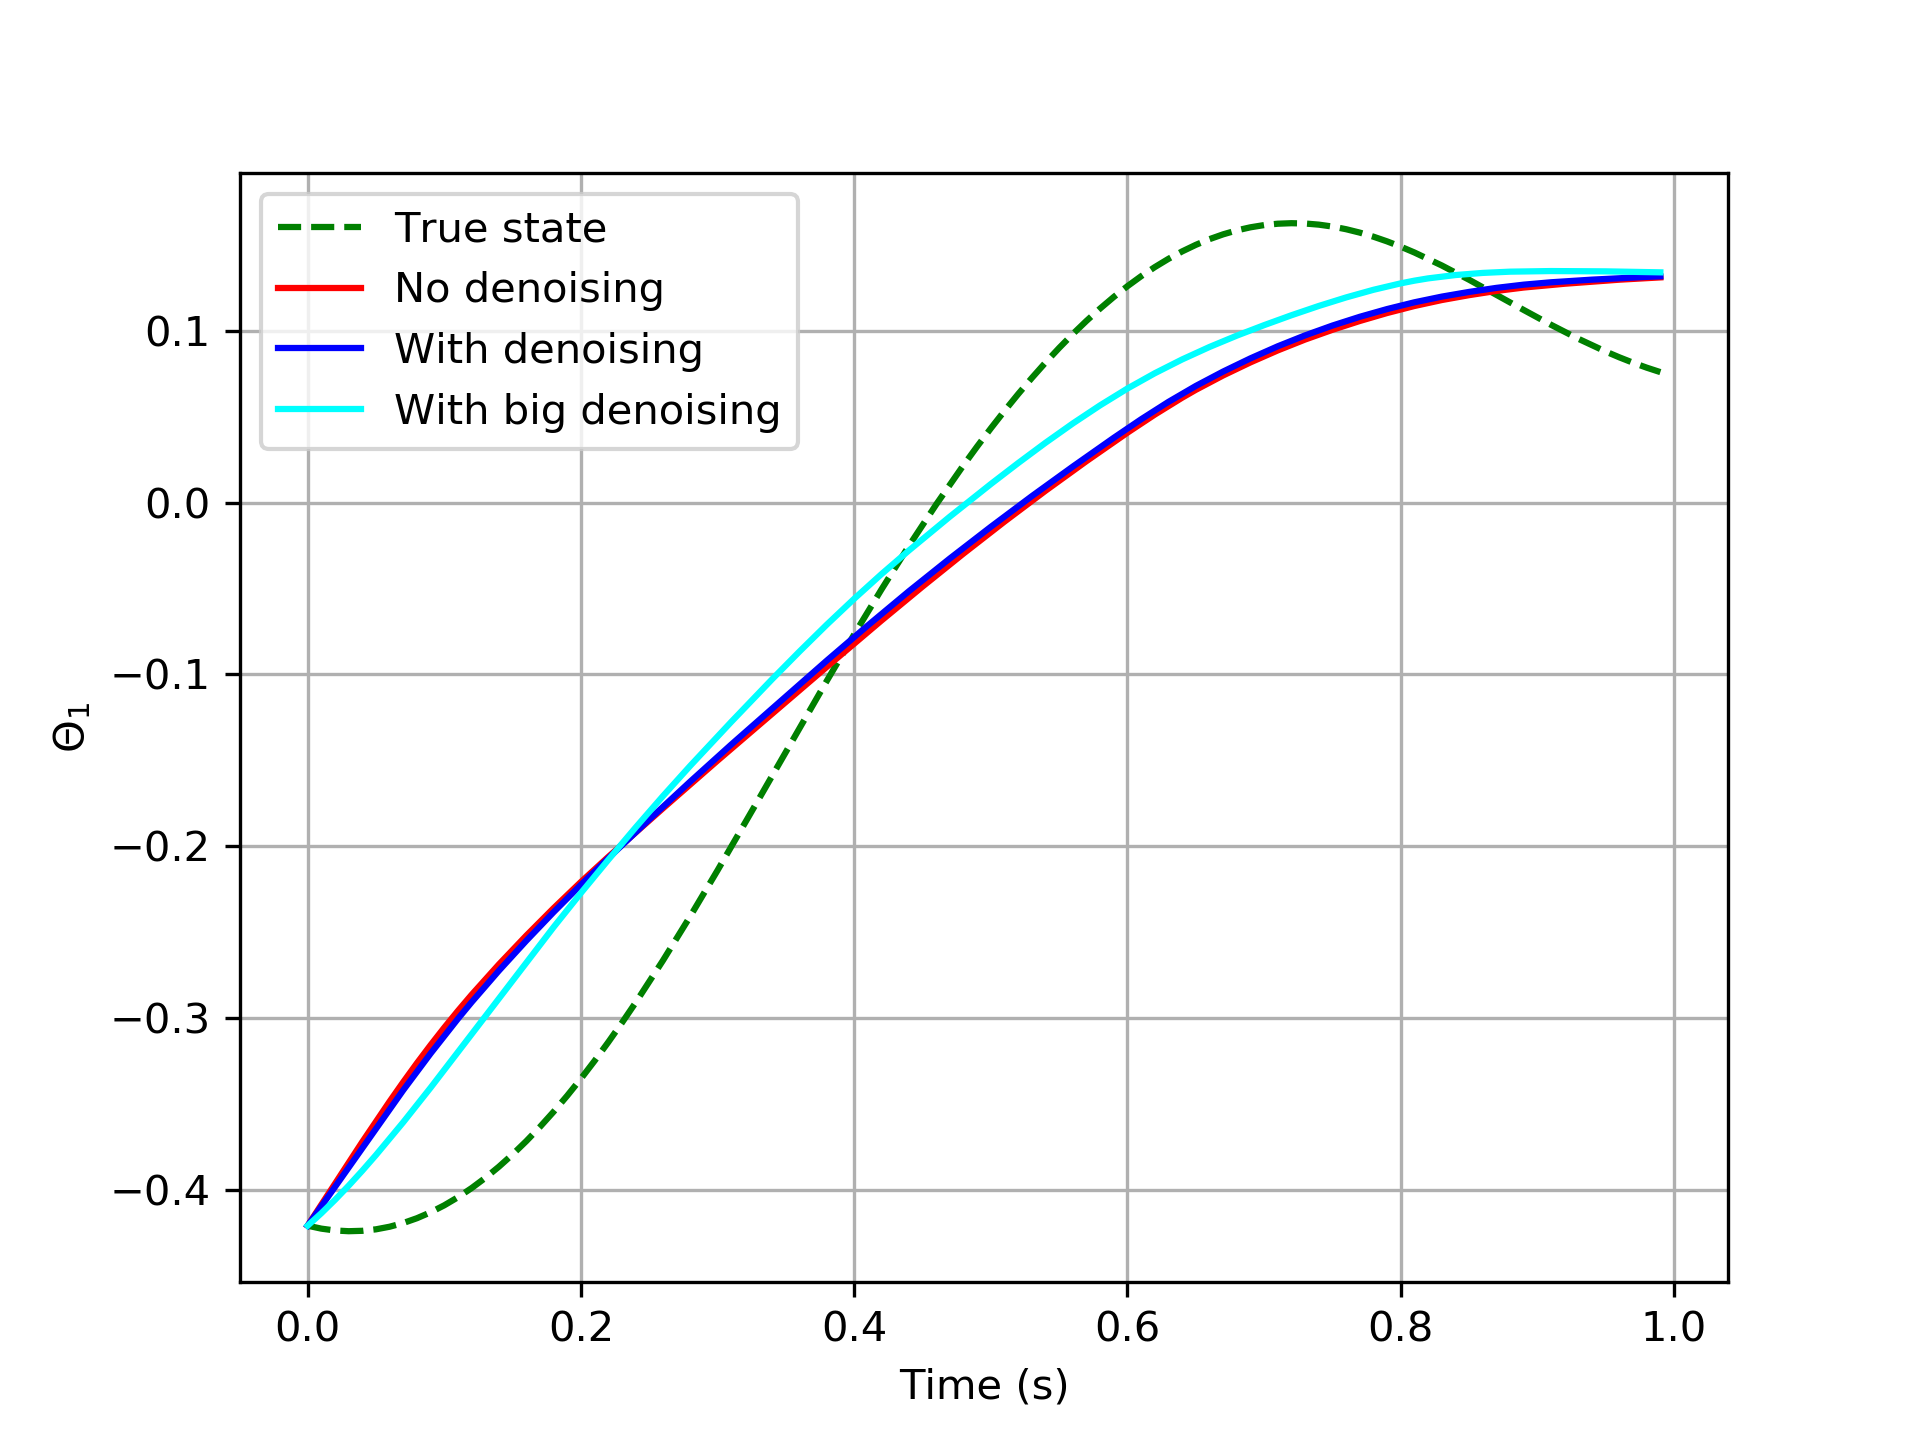 True state
No denoising
With denoising
With big denoising
0.1
0.0
−0.1
−0.2
−0.3
−0.4
Θ1
0.0 0.2 0.4 0.6 0.8 1.0
Time (s)